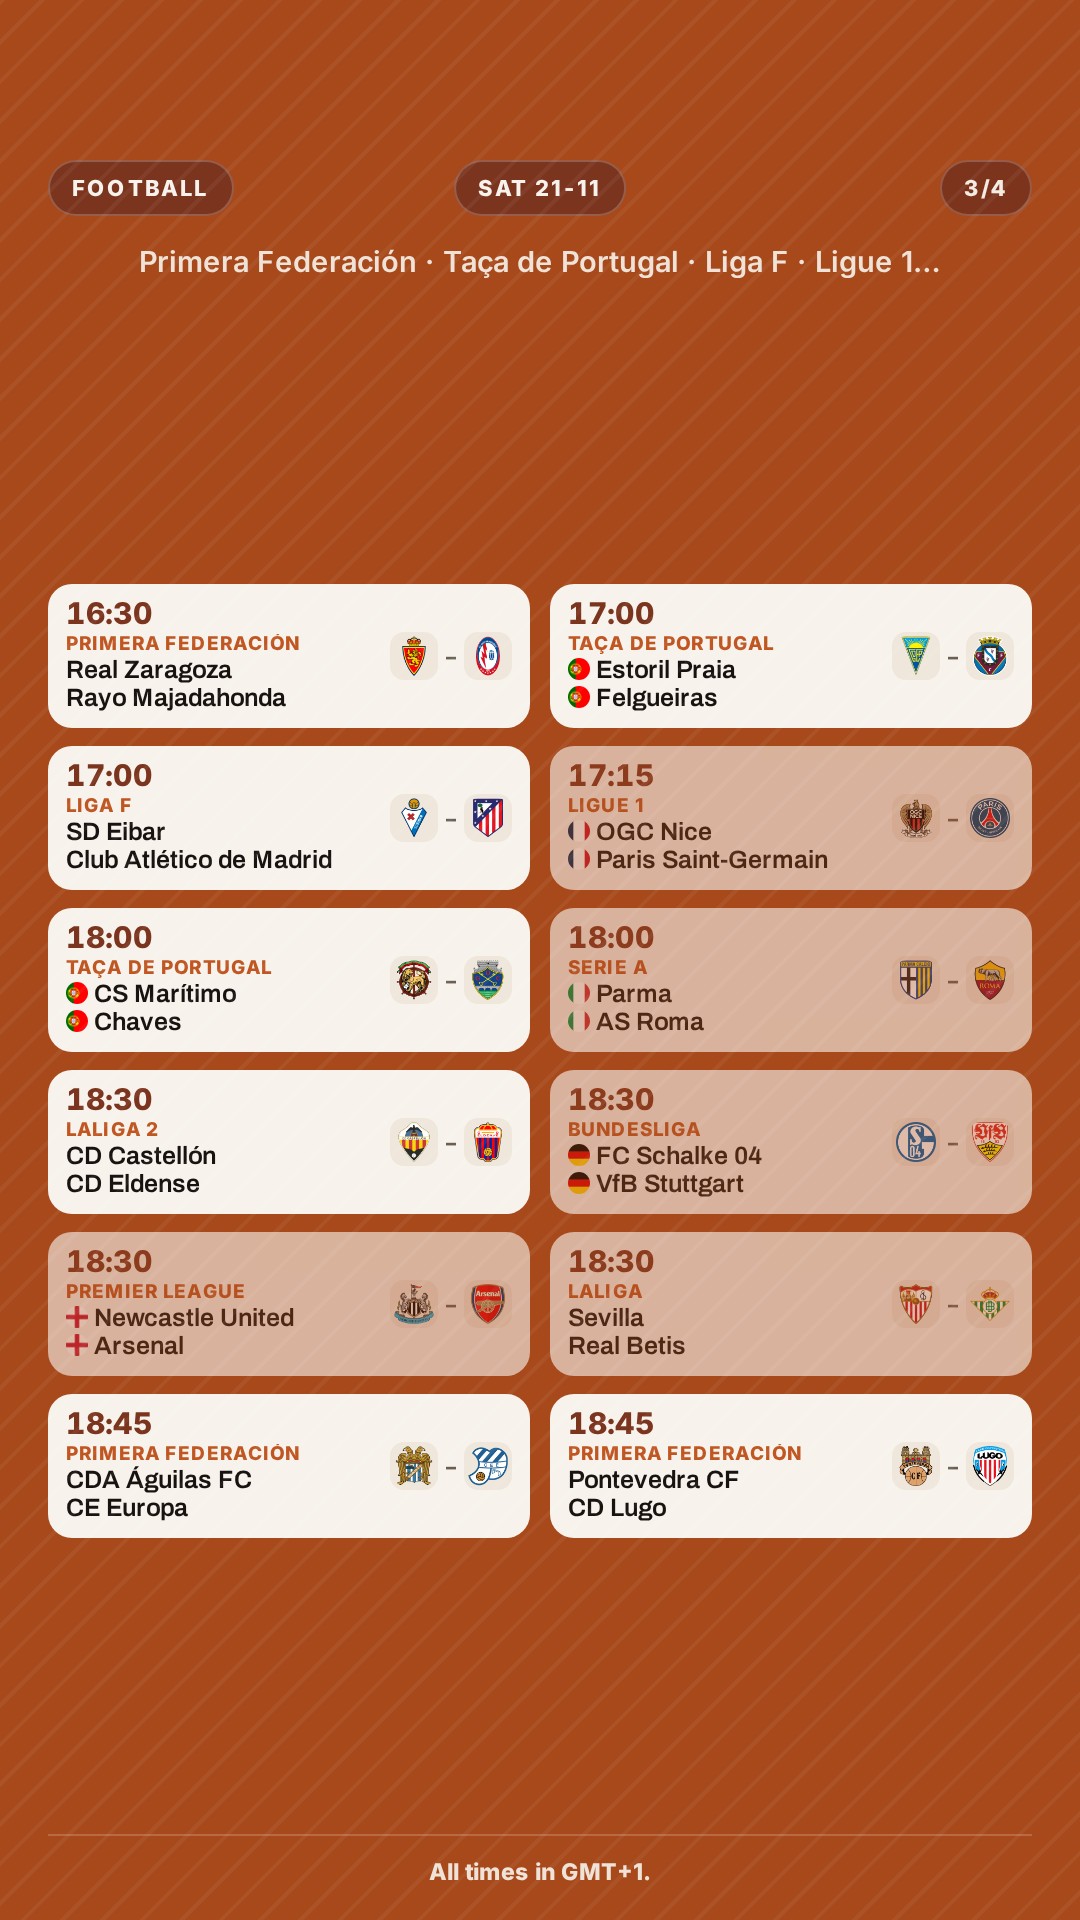 FOOTBALL
SAT 21-11
3/4
Primera Federación · Taça de Portugal · Liga F · Ligue 1...
16:30
PRIMERA FEDERACIÓN
Real Zaragoza
Rayo Majadahonda
17:00
TAÇA DE PORTUGAL
Estoril Praia
Felgueiras
17:00
LIGA F
SD Eibar
Club Atlético de Madrid
17:15
LIGUE 1
OGC Nice
Paris Saint-Germain
18:00
TAÇA DE PORTUGAL
CS Marítimo
Chaves
18:00
SERIE A
Parma
AS Roma
18:30
LALIGA 2
CD Castellón
CD Eldense
18:30
BUNDESLIGA
FC Schalke 04
VfB Stuttgart
18:30
PREMIER LEAGUE
Newcastle United
Arsenal
18:30
LALIGA
Sevilla
Real Betis
18:45
PRIMERA FEDERACIÓN
CDA Águilas FC
CE Europa
18:45
PRIMERA FEDERACIÓN
Pontevedra CF
CD Lugo
All times in GMT+1.